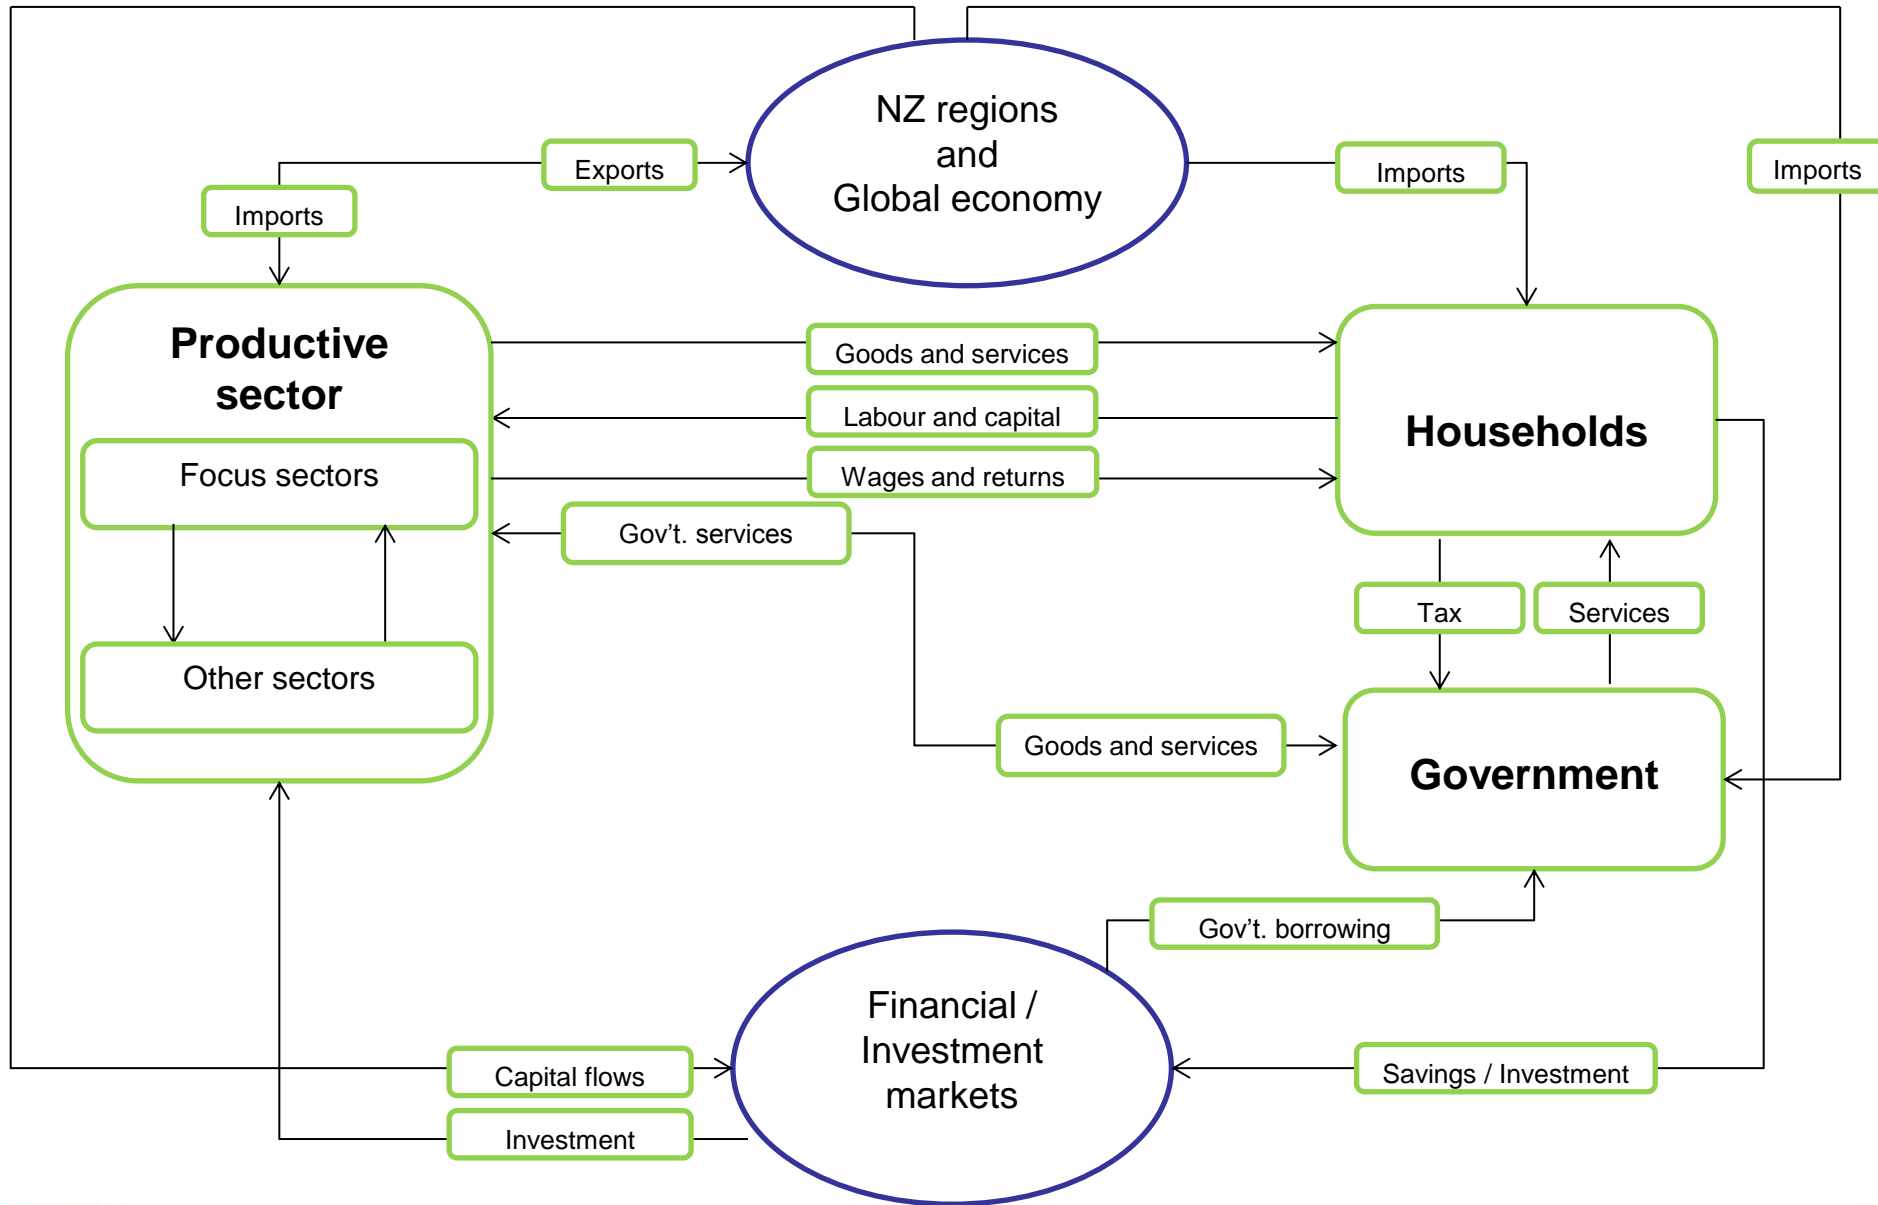 NZ regions
and
Global economy
Exports
Imports
Imports
Imports
Productive
sector
Focus sectors
Other sectors
Goods and services
Labour and capital
Wages and returns
Gov’t. services
Households
Tax
Services
Goods and services
Government
Gov’t. borrowing
Financial /
Investment
markets
Capital flows
Investment
Savings / Investment